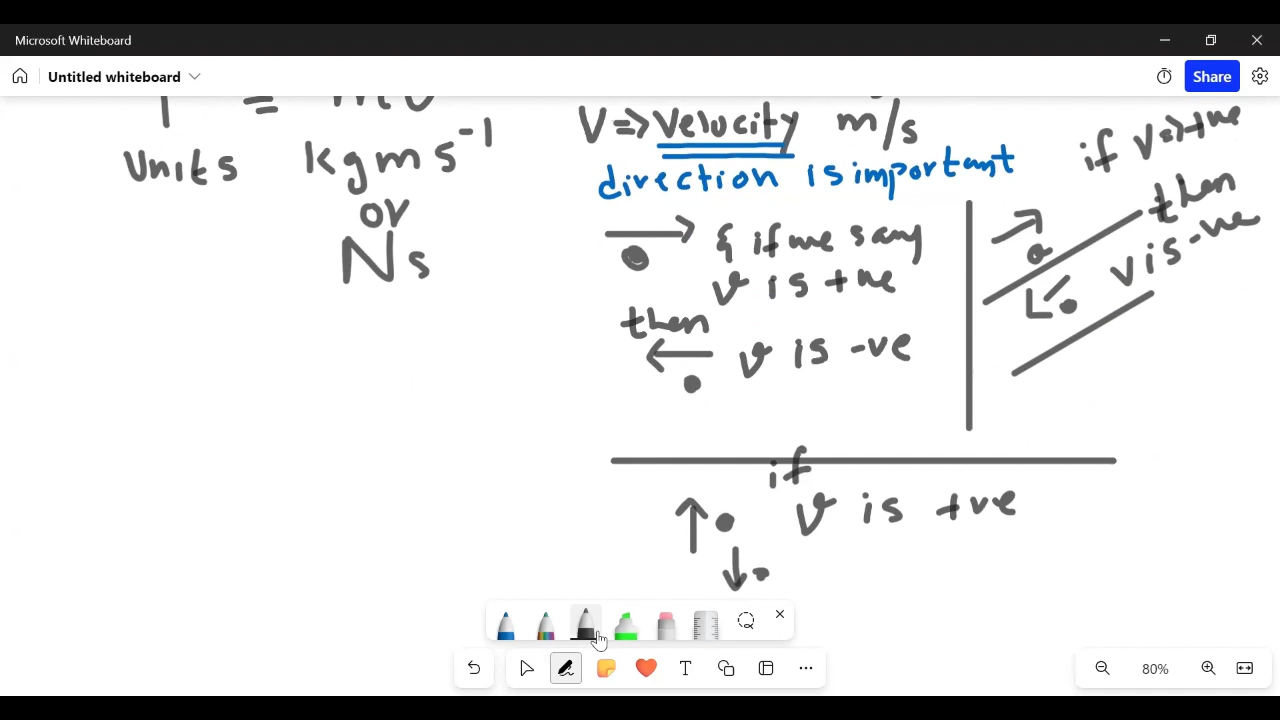 Microsoft Whiteboard
Untitled whiteboard
Share
Units kgms⁻¹
or
Ns
V => Velocity m/s
direction is important
& if we say
v is +ve
then
v is -ve
if V => +ve
then
v is -ve
if
v is +ve
80%